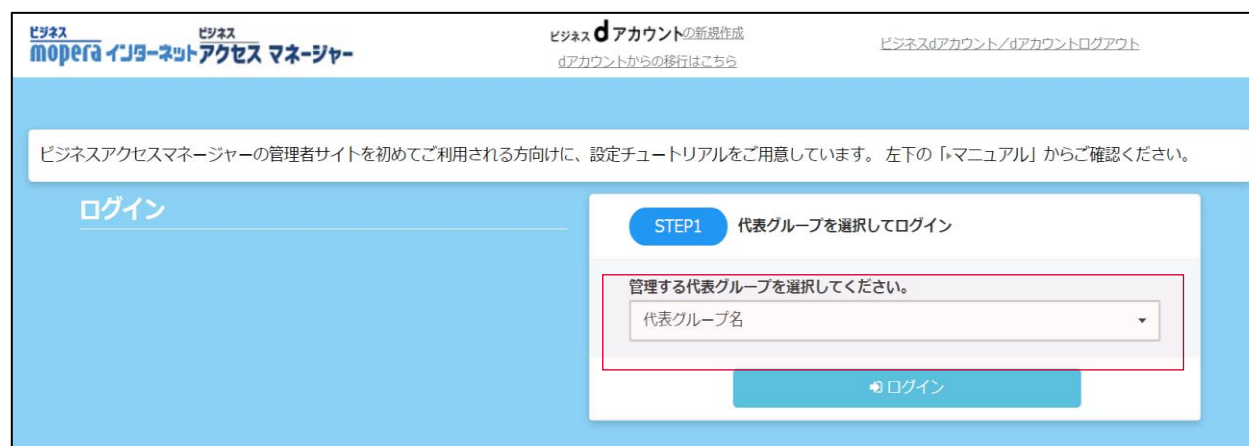 ビジネス ビジネス
mopera インターネット アクセス マネージャー
ビジネス d アカウントの新規作成
dアカウントからの移行はこちら
ビジネスdアカウント／dアカウントログアウト
ビジネスアクセスマネージャーの管理者サイトを初めてご利用される方向けに、設定チュートリアルをご用意しています。 左下の「▹マニュアル」からご確認ください。
ログイン
STEP1 代表グループを選択してログイン
管理する代表グループを選択してください。
代表グループ名
ログイン